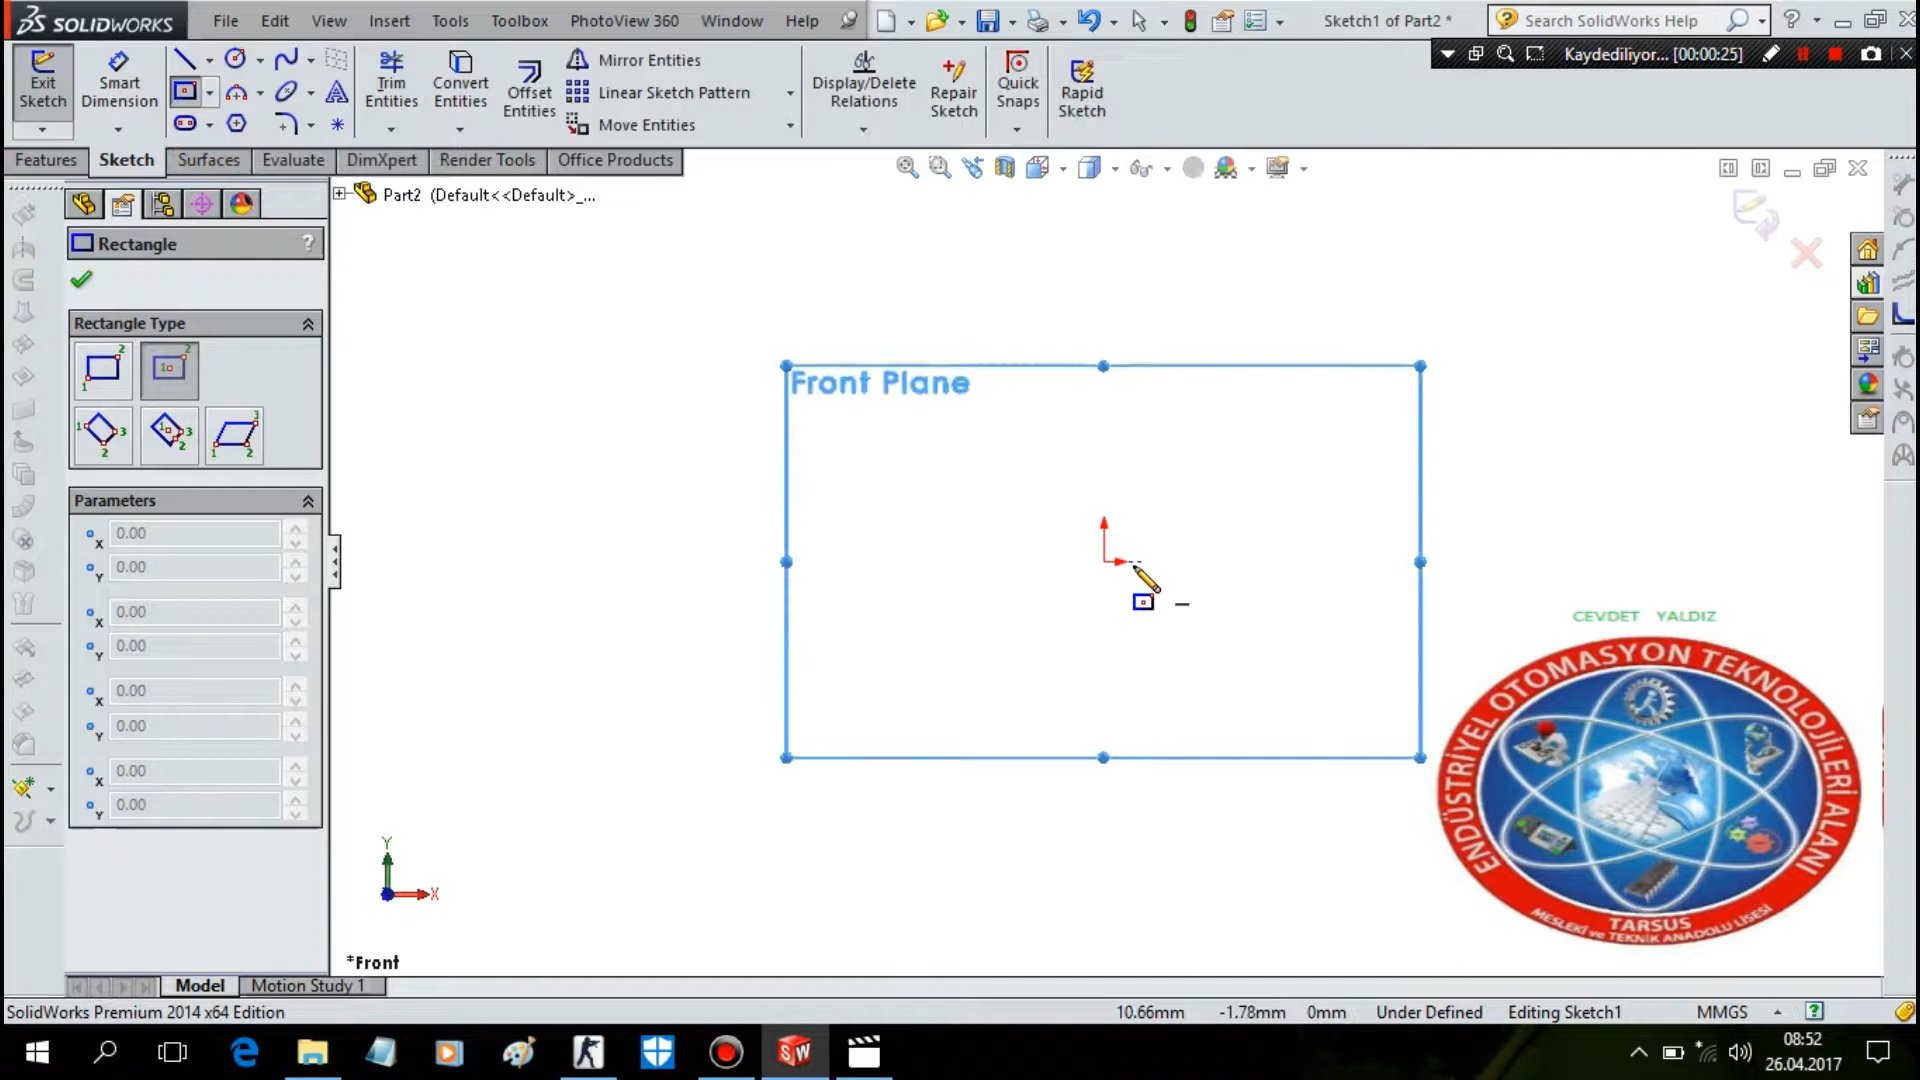 SOLIDWORKS File Edit View Insert Tools Toolbox PhotoView 360 Window Help Sketch1 of Part2 * Search SolidWorks Help
Kaydediliyor... [00:00:25]
Exit Sketch
Smart Dimension
Trim Entities
Convert Entities
Offset Entities
Mirror Entities
Linear Sketch Pattern
Move Entities
Display/Delete Relations
Repair Sketch
Quick Snaps
Rapid Sketch
Features Sketch Surfaces Evaluate DimXpert Render Tools Office Products
Part2 (Default<<Default>_...
Rectangle ?
Rectangle Type
Parameters
X 0.00
Y 0.00
X 0.00
Y 0.00
X 0.00
Y 0.00
X 0.00
Y 0.00
Front Plane
CEVDET YALDIZ
ENDÜSTRİYEL OTOMASYON TEKNOLOJİLERİ ALANI
TARSUS
MESLEKİ ve TEKNİK ANADOLU LİSESİ
Y
X
*Front
Model Motion Study 1
SolidWorks Premium 2014 x64 Edition 10.66mm -1.78mm 0mm Under Defined Editing Sketch1 MMGS
08:52
26.04.2017